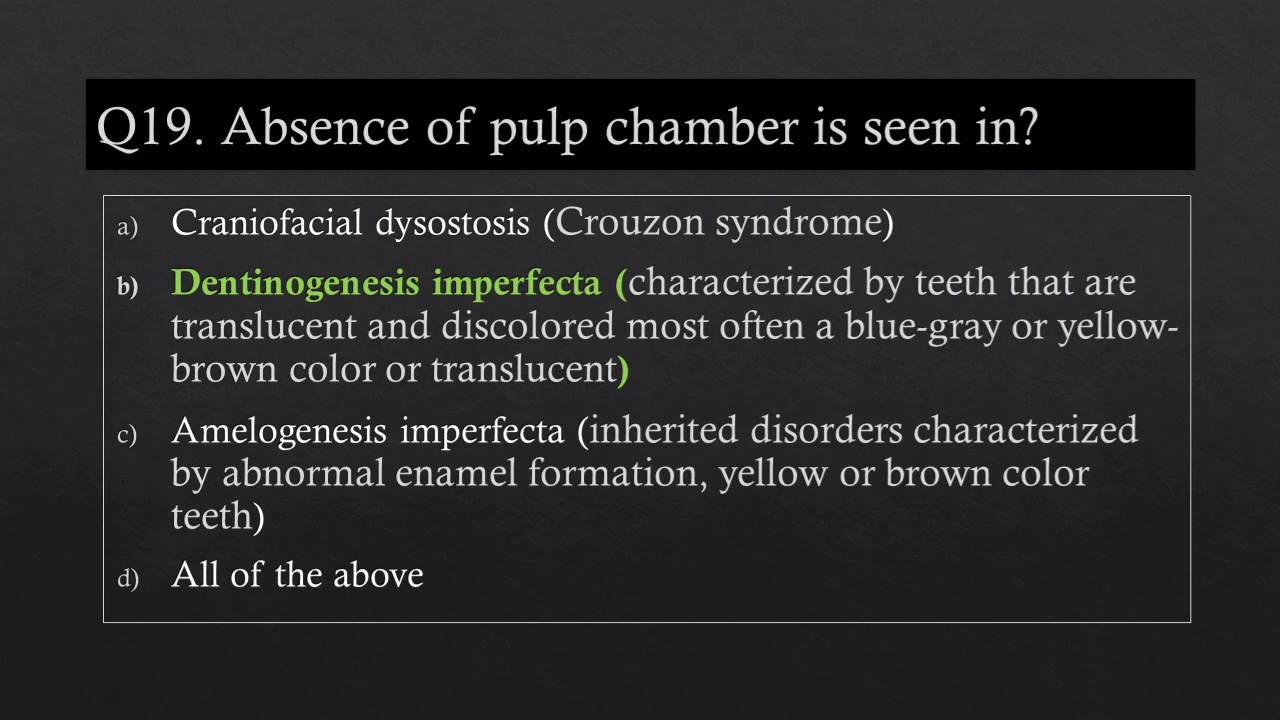 Q19. Absence of pulp chamber is seen in?
a) Craniofacial dysostosis (Crouzon syndrome)
b) Dentinogenesis imperfecta (characterized by teeth that are
translucent and discolored most often a blue-gray or yellow-
brown color or translucent)
c) Amelogenesis imperfecta (inherited disorders characterized
by abnormal enamel formation, yellow or brown color
teeth)
d) All of the above